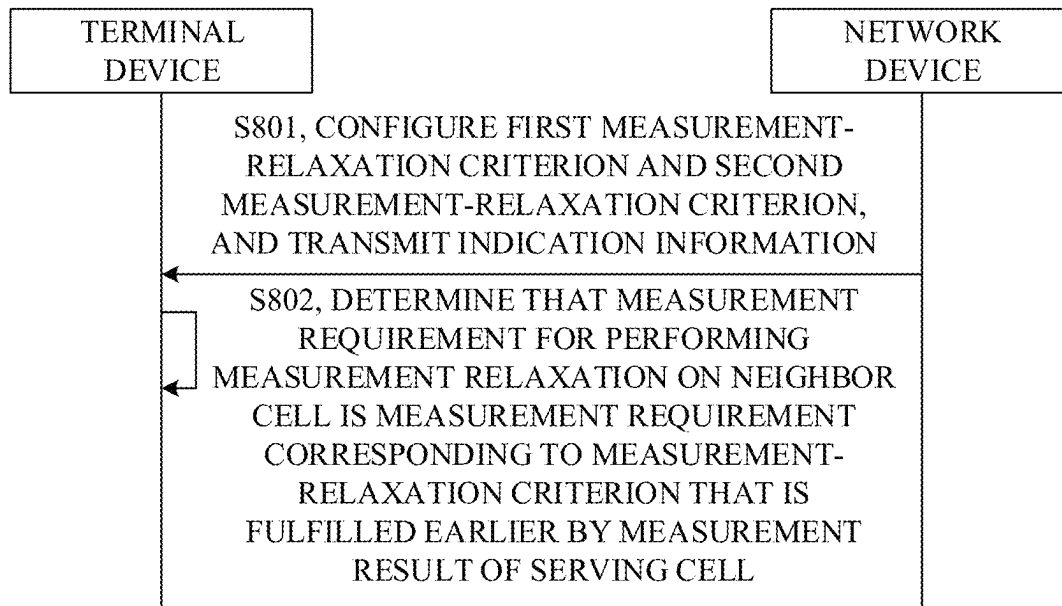 TERMINAL
DEVICE
NETWORK
DEVICE
S801, CONFIGURE FIRST MEASUREMENT-
RELAXATION CRITERION AND SECOND
MEASUREMENT-RELAXATION CRITERION,
AND TRANSMIT INDICATION INFORMATION
S802, DETERMINE THAT MEASUREMENT
REQUIREMENT FOR PERFORMING
MEASUREMENT RELAXATION ON NEIGHBOR
CELL IS MEASUREMENT REQUIREMENT
CORRESPONDING TO MEASUREMENT-
RELAXATION CRITERION THAT IS
FULFILLED EARLIER BY MEASUREMENT
RESULT OF SERVING CELL